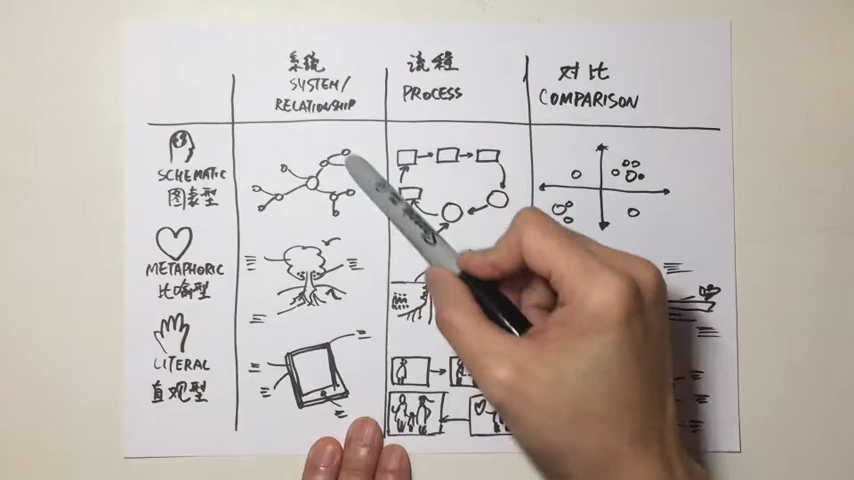 系统
SYSTEM/
RELATIONSHIP
流程
PROCESS
对比
COMPARISON
SCHEMATIC
图表型
METAPHORIC
比喻型
LITERAL
直观型